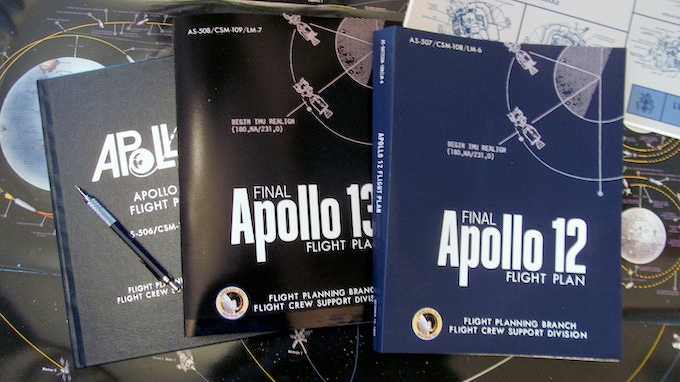 APOLLO
FLIGHT P
S-506/CSM-
FLIGHT PLANNING
FLIGHT CREW SUP
AS-508/CSM-109/LM-7
BEGIN IMU REALIGN
(180,NA/231,0)
FINAL
Apollo 13
FLIGHT PLAN
FLIGHT PLANNING BRANCH
FLIGHT CREW SUPPORT DIVISION
APOLLO 12 FLIGHT PLAN
AS-507/CSM-108/LM-6
BEGIN IMU REALIGN
(180,NA/231,0)
FINAL
Apollo 12
FLIGHT PLAN
FLIGHT PLANNING BRANCH
FLIGHT CREW SUPPORT DIVISION